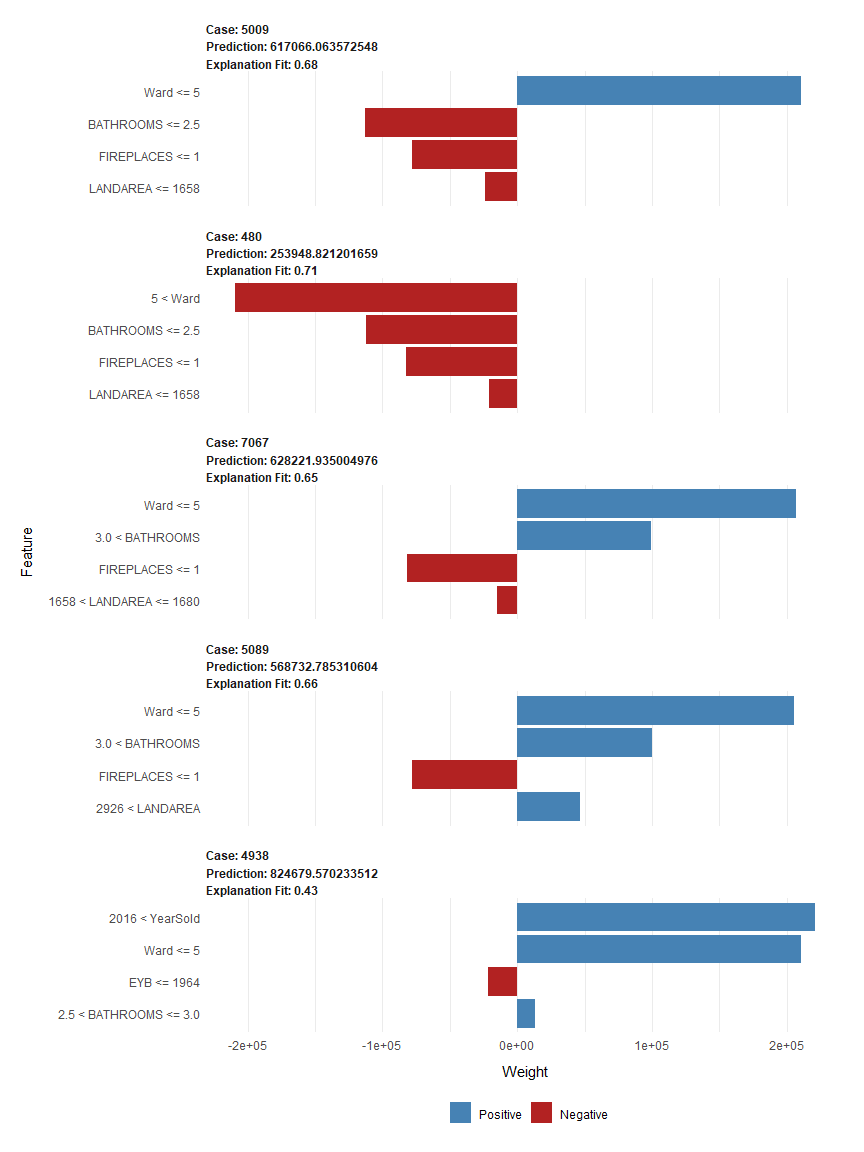 Case: 5009
Prediction: 617066.063572548
Explanation Fit: 0.68
Ward <= 5
BATHROOMS <= 2.5
FIREPLACES <= 1
LANDAREA <= 1658
Case: 480
Prediction: 253948.821201659
Explanation Fit: 0.71
5 < Ward
BATHROOMS <= 2.5
FIREPLACES <= 1
LANDAREA <= 1658
Case: 7067
Prediction: 628221.935004976
Explanation Fit: 0.65
Ward <= 5
3.0 < BATHROOMS
FIREPLACES <= 1
1658 < LANDAREA <= 1680
Feature
Case: 5089
Prediction: 568732.785310604
Explanation Fit: 0.66
Ward <= 5
3.0 < BATHROOMS
FIREPLACES <= 1
2926 < LANDAREA
Case: 4938
Prediction: 824679.570233512
Explanation Fit: 0.43
2016 < YearSold
Ward <= 5
EYB <= 1964
2.5 < BATHROOMS <= 3.0
-2e+05 -1e+05 0e+00 1e+05 2e+05
Weight
Positive Negative